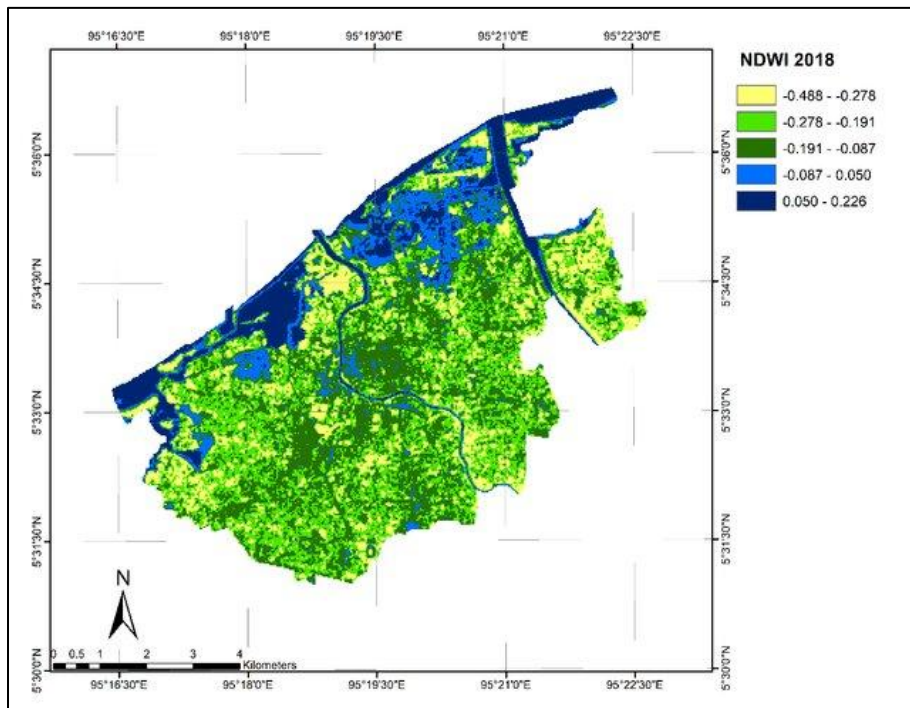 95°16'30"E 95°18'0"E 95°19'30"E 95°21'0"E 95°22'30"E
NDWI 2018
-0.488 - -0.278
-0.278 - -0.191
-0.191 - -0.087
-0.087 - 0.050
0.050 - 0.226
5°36'0"N 5°36'0"N
5°34'30"N 5°34'30"N
5°33'0"N 5°33'0"N
5°31'30"N 5°31'30"N
N
0 0.5 1 2 3 4
Kilometers
5°30'0"N 5°30'0"N
95°16'30"E 95°18'0"E 95°19'30"E 95°21'0"E 95°22'30"E